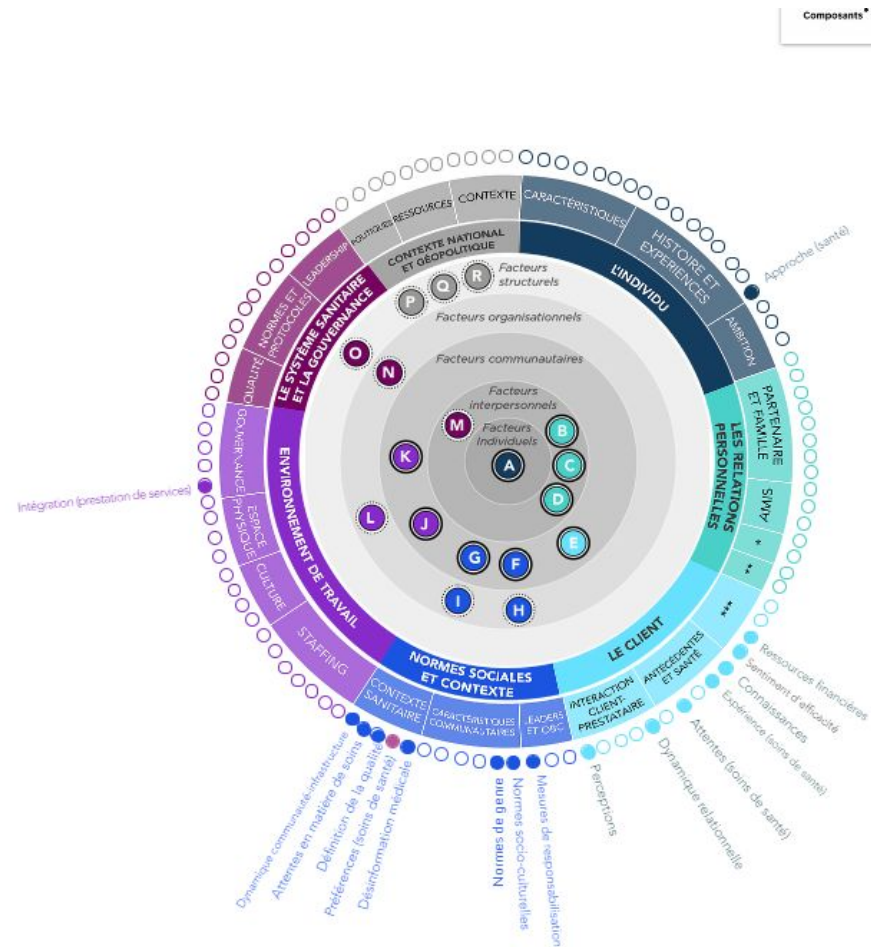 Composants
Approche (santé)
CARACTÉRISTIQUES
HISTOIRE ET
EXPÉRIENCES
AMBITION
L'INDIVIDU
PARTENAIRE
ET FAMILLE
AMIS
*
**
LES RELATIONS
PERSONNELLES
***
ANTÉCÉDENTES
ET SANTÉ
INTERACTION
CLIENT-
PRESTATAIRE
LE CLIENT
Ressources financières
Sentiment d'efficacité
Connaissances
Expérience (soins de santé)
Attentes (soins de santé)
Dynamique relationnelle
Perceptions
LEADERS
ET OBC
CARACTÉRISTIQUES
COMMUNAUTAIRES
CONTEXTE
SANITAIRE
NORMES SOCIALES
ET CONTEXTE
Mesures de responsabilisation
Normes socio-culturelles
Normes de genre
Désinformation médicale
Préférences (soins de santé)
Définition de la qualité
Attentes en matière de soins
Dynamique communauté-infrastructure
STAFFING
CULTURE
ESPACE
PHYSIQUE
GOUVERNANCE
ENVIRONNEMENT DE TRAVAIL
Intégration (prestation de services)
QUALITÉ
NORMES ET
PROTOCOLES
LEADERSHIP
LE SYSTÈME SANITAIRE
ET LA GOUVERNANCE
POLITIQUES
RESSOURCES
CONTEXTE
CONTEXTE NATIONAL
ET GÉOPOLITIQUE
Facteurs
structurels
Facteurs organisationnels
Facteurs communautaires
Facteurs
interpersonnels
Facteurs
Individuels
R
Q
P
O
N
M
B
K
C
A
D
L
J
E
G
F
I
H